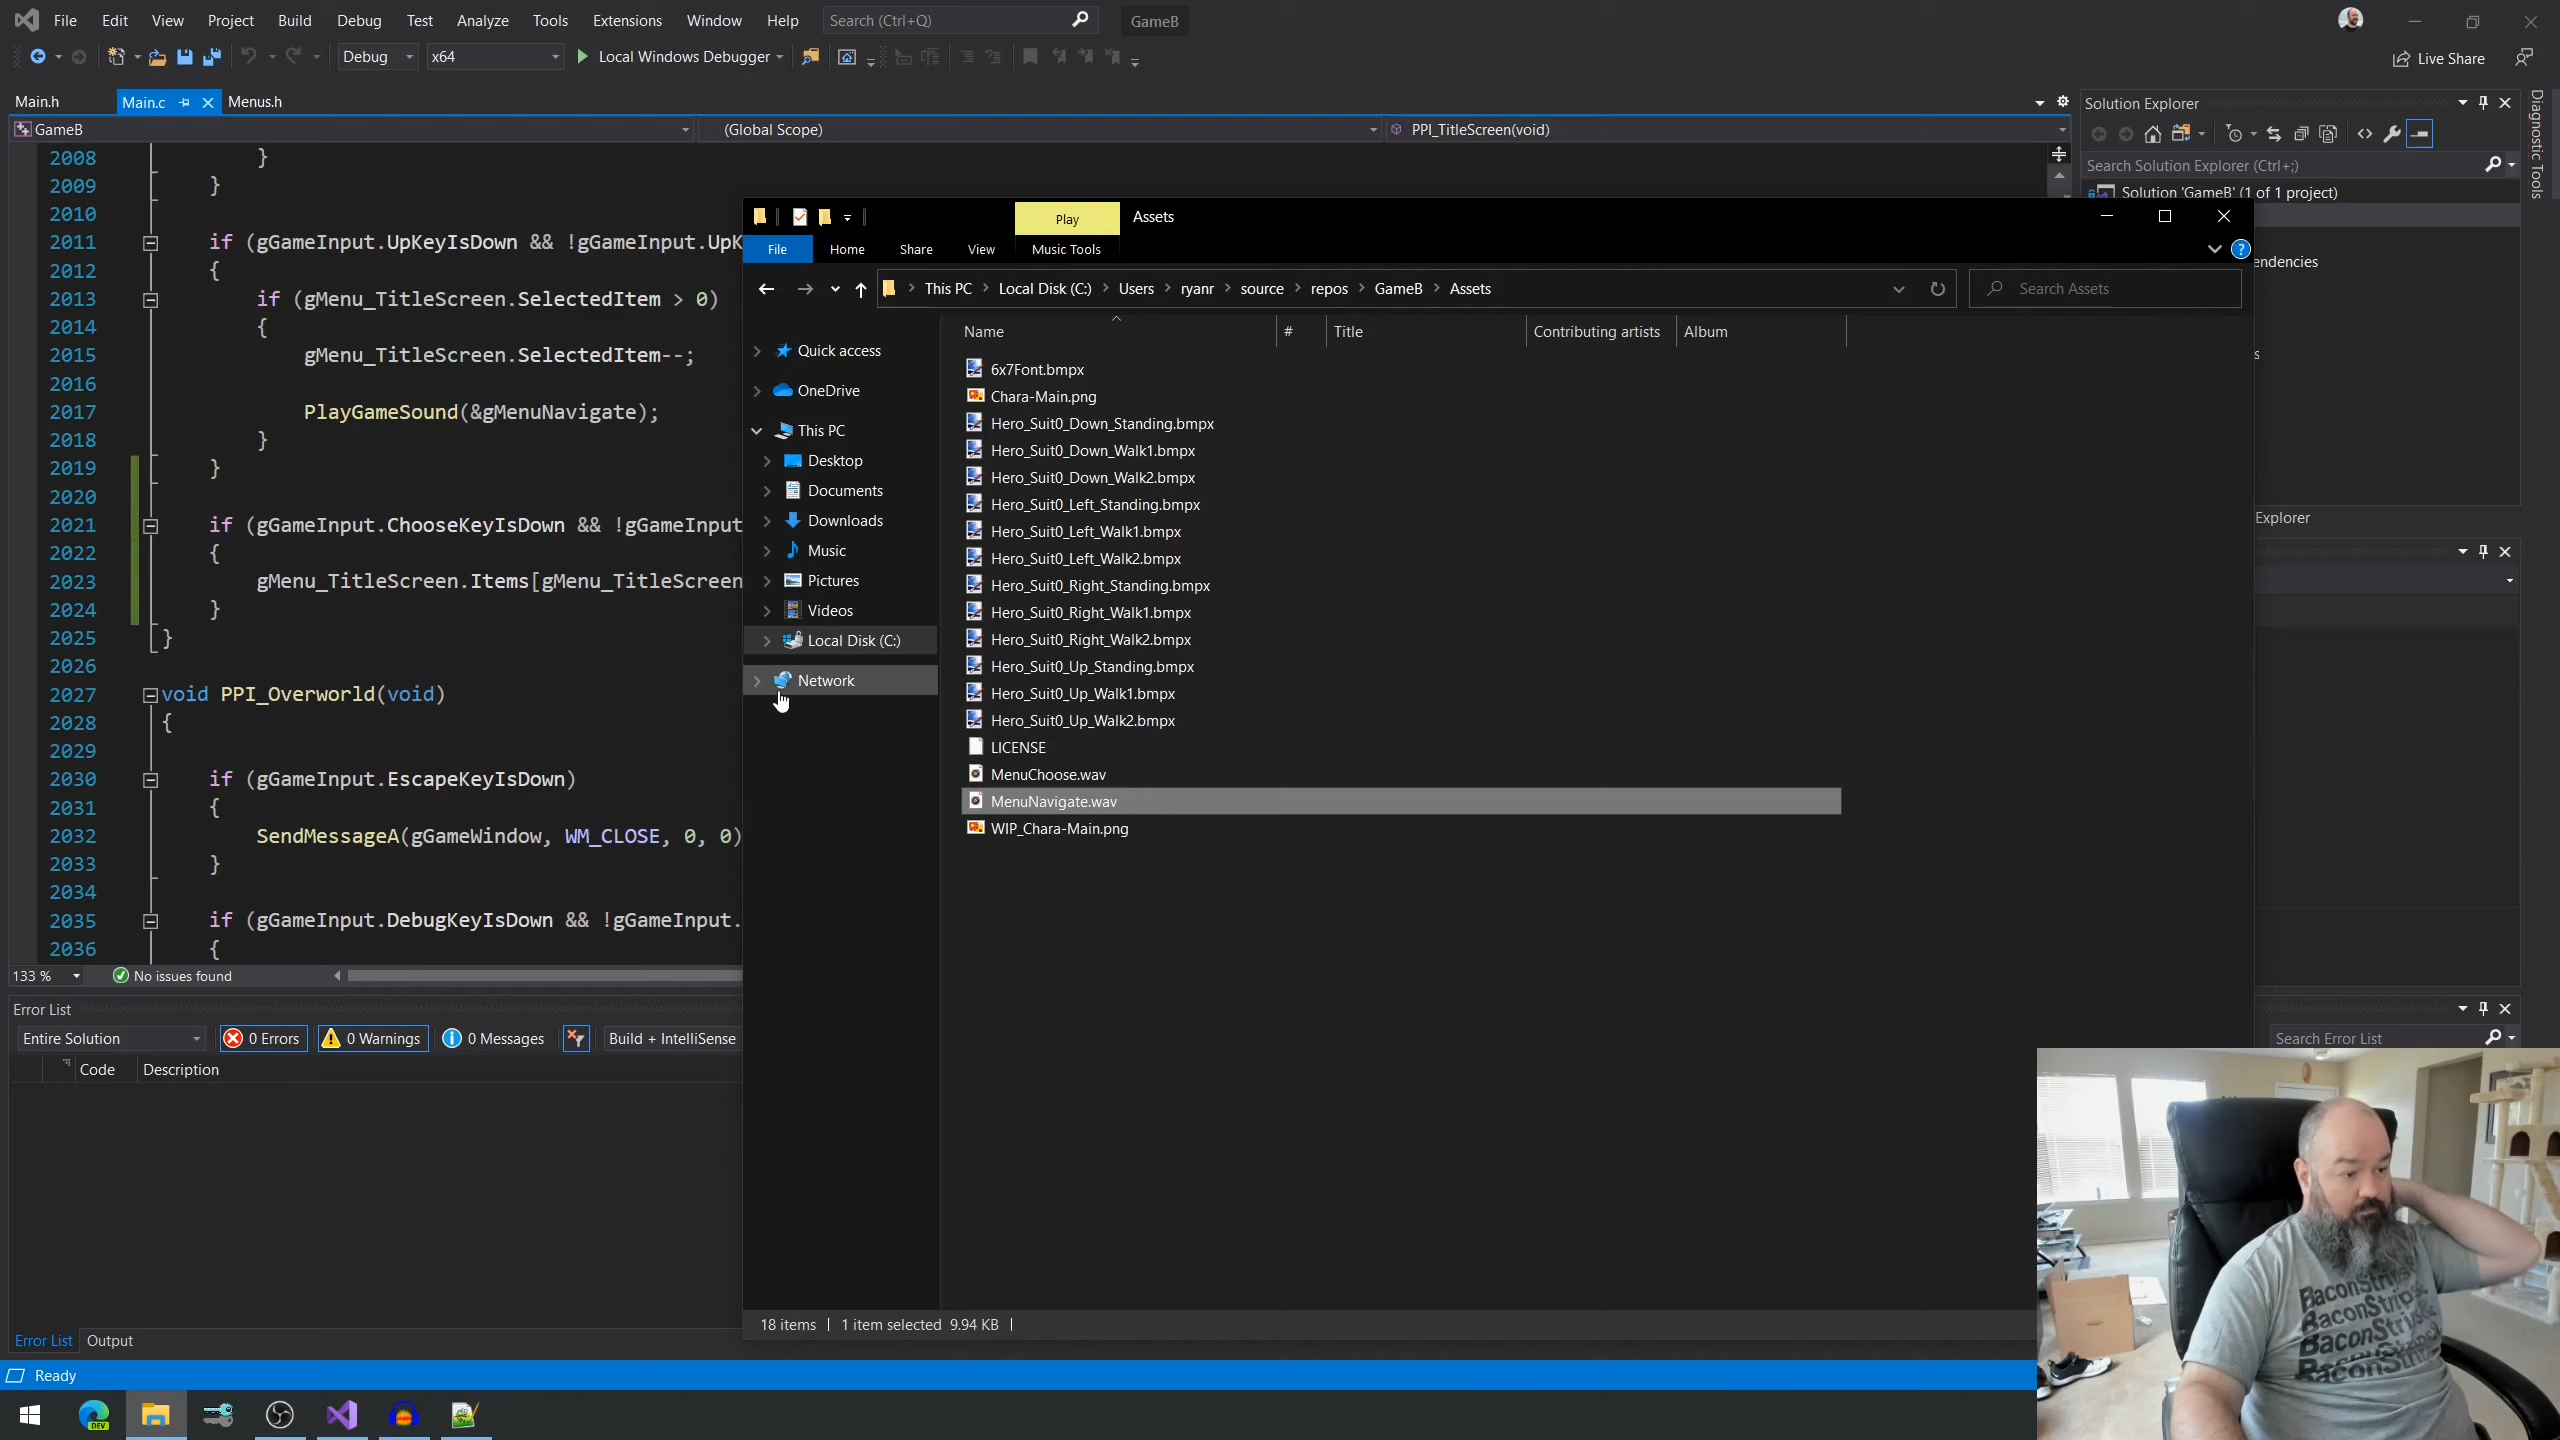 File Edit View Project Build Debug Test Analyze Tools Extensions Window Help Search (Ctrl+Q) GameB
Debug x64 Local Windows Debugger Live Share
Main.h Main.c Menus.h
GameB (Global Scope) PPI_TitleScreen(void)
2008 }
2009 }
2010
2011 if (gGameInput.UpKeyIsDown && !gGameInput.UpK
2012 {
2013 if (gMenu_TitleScreen.SelectedItem > 0)
2014 {
2015 gMenu_TitleScreen.SelectedItem--;
2016
2017 PlayGameSound(&gMenuNavigate);
2018 }
2019 }
2020
2021 if (gGameInput.ChooseKeyIsDown && !gGameInput
2022 {
2023 gMenu_TitleScreen.Items[gMenu_TitleScreen
2024 }
2025 }
2026
2027 void PPI_Overworld(void)
2028 {
2029
2030 if (gGameInput.EscapeKeyIsDown)
2031 {
2032 SendMessageA(gGameWindow, WM_CLOSE, 0, 0)
2033 }
2034
2035 if (gGameInput.DebugKeyIsDown && !gGameInput.
2036 {
133 % No issues found
Error List
Entire Solution 0 Errors 0 Warnings 0 Messages Build + IntelliSense
Code Description
Error List Output
Ready
Play Assets
File Home Share View Music Tools
This PC Local Disk (C:) Users ryanr source repos GameB Assets Search Assets
Quick access
OneDrive
This PC
Desktop
Documents
Downloads
Music
Pictures
Videos
Local Disk (C:)
Network
Name # Title Contributing artists Album
6x7Font.bmpx
Chara-Main.png
Hero_Suit0_Down_Standing.bmpx
Hero_Suit0_Down_Walk1.bmpx
Hero_Suit0_Down_Walk2.bmpx
Hero_Suit0_Left_Standing.bmpx
Hero_Suit0_Left_Walk1.bmpx
Hero_Suit0_Left_Walk2.bmpx
Hero_Suit0_Right_Standing.bmpx
Hero_Suit0_Right_Walk1.bmpx
Hero_Suit0_Right_Walk2.bmpx
Hero_Suit0_Up_Standing.bmpx
Hero_Suit0_Up_Walk1.bmpx
Hero_Suit0_Up_Walk2.bmpx
LICENSE
MenuChoose.wav
MenuNavigate.wav
WIP_Chara-Main.png
18 items 1 item selected 9.94 KB
Solution Explorer
Search Solution Explorer (Ctrl+;)
Solution 'GameB' (1 of 1 project)
endencies
s
Explorer
Search Error List
Diagnostic Tools
DEV
BaconStrips&
BaconStrips&
BaconStrips&
BaconStrips&